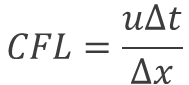 CFL = uΔt / Δx